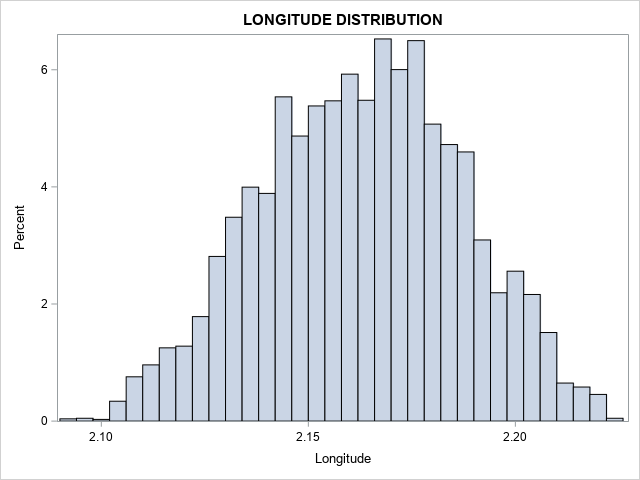 LONGITUDE DISTRIBUTION
6
4
2
0
Percent
2.10 2.15 2.20
Longitude